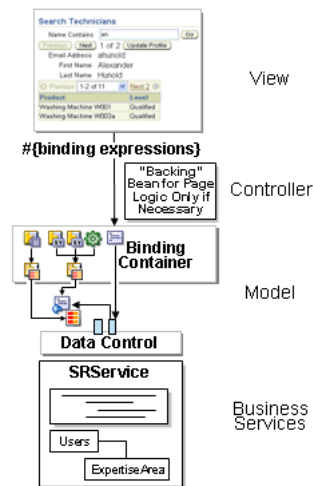 Search Technicians
Name Contains an Go
Previous Next 1 of 2 Update Profile
Email Address ahunold
First Name Alexander
Last Name Hunold
Previous 1-2 of 11 Next 2
Product Level
Washing Machine W001 Qualified
Washing Machine W003a Qualified
View
#{binding expressions}
"Backing"
Bean for Page
Logic Only if
Necessary
Controller
Binding
Container
Model
Data Control
SRService
Business
Services
Users
ExpertiseArea